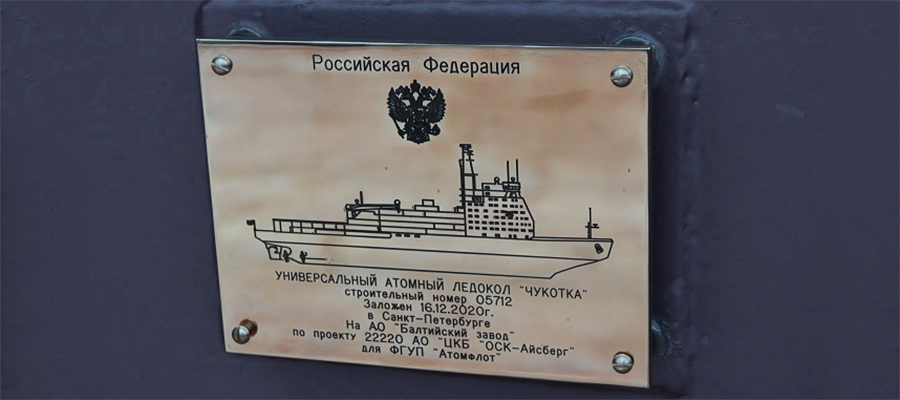 Российская Федерация
УНИВЕРСАЛЬНЫЙ АТОМНЫЙ ЛЕДОКОЛ "ЧУКОТКА"
строительный номер 05712
Заложен 16.12.2020г.
в Санкт-Петербурге
На АО "Балтийский завод"
по проекту 22220 АО "ЦКБ "ОСК-Айсберг"
для ФГУП "Атомфлот"